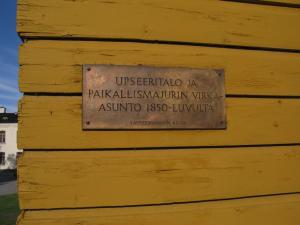 UPSEERITALO JA
PAIKALLISMAJURIN VIRKA-
ASUNTO 1850-LUVULTA